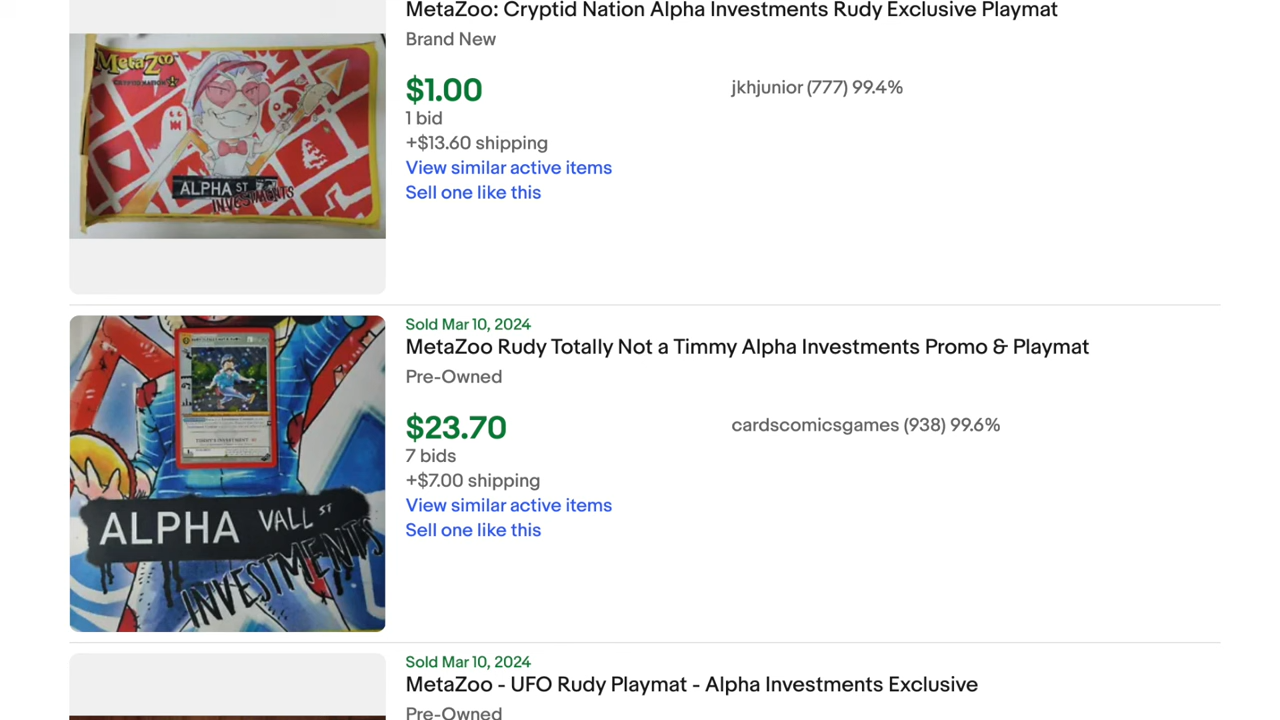 MetaZoo: Cryptid Nation Alpha Investments Rudy Exclusive Playmat
Brand New
$1.00
jkhjunior (777) 99.4%
1 bid
+$13.60 shipping
View similar active items
Sell one like this
MetaZoo
CRYPTID NATION
ALPHA ST
INVESTMENTS
Sold Mar 10, 2024
MetaZoo Rudy Totally Not a Timmy Alpha Investments Promo & Playmat
Pre-Owned
$23.70
cardscomicsgames (938) 99.6%
7 bids
+$7.00 shipping
View similar active items
Sell one like this
ALPHA VALL ST
INVESTMENTS
Sold Mar 10, 2024
MetaZoo - UFO Rudy Playmat - Alpha Investments Exclusive
Pre-Owned